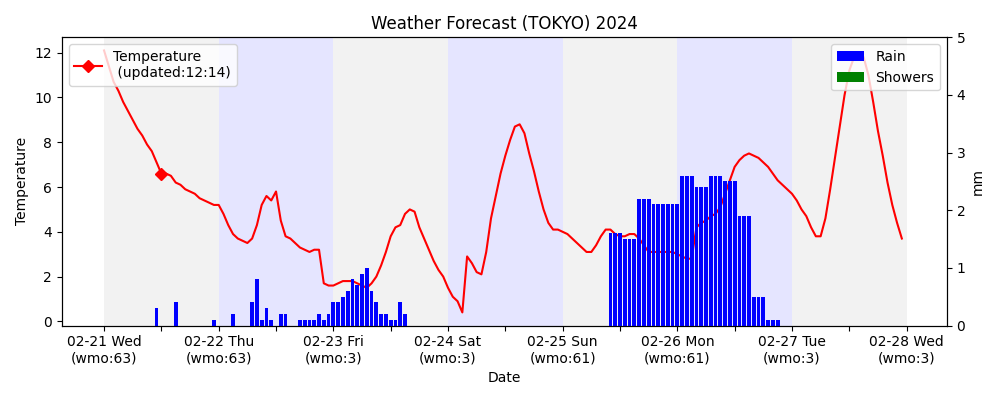 Weather Forecast (TOKYO) 2024
Temperature
(updated:12:14)
Rain
Showers
Temperature
12
10
8
6
4
2
0
5
4
3
2
1
0
mm
02-21 Wed
(wmo:63)
02-22 Thu
(wmo:63)
02-23 Fri
(wmo:3)
02-24 Sat
(wmo:3)
02-25 Sun
(wmo:61)
02-26 Mon
(wmo:61)
02-27 Tue
(wmo:3)
02-28 Wed
(wmo:3)
Date